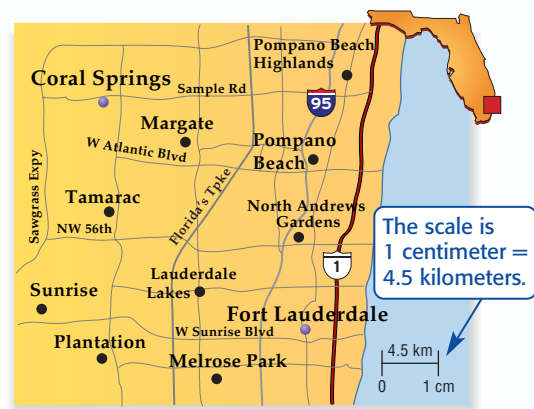 Pompano Beach
Highlands
Coral Springs
Sample Rd
95
Margate
W Atlantic Blvd
Pompano
Beach
Sawgrass Expy
Florida's Tpke
Tamarac
North Andrews
Gardens
NW 56th
The scale is
1 centimeter =
4.5 kilometers.
1
Lauderdale
Lakes
Sunrise
Fort Lauderdale
W Sunrise Blvd
Plantation
Melrose Park
4.5 km
0 1 cm